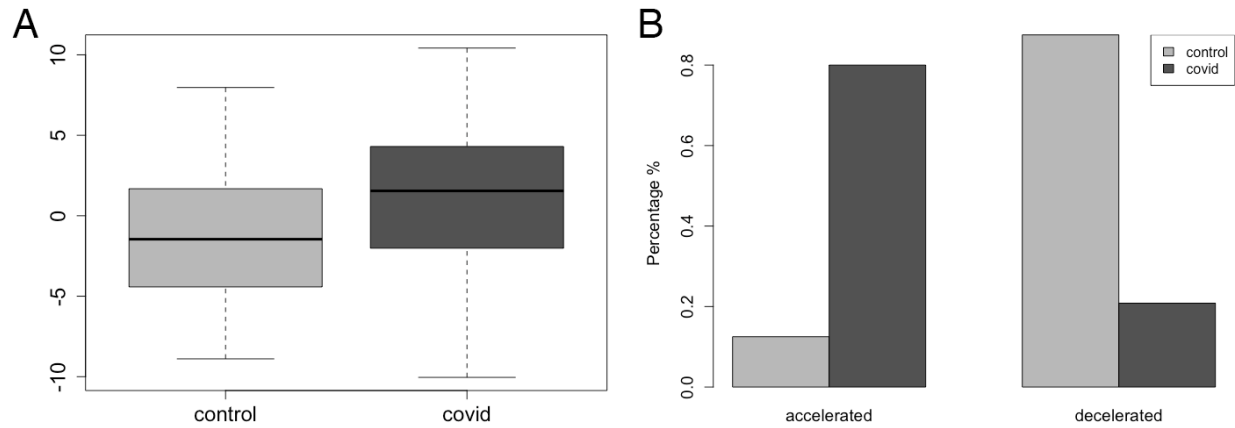 A
10
5
0
-5
-10
control
covid
B
Percentage %
0.8
0.6
0.4
0.2
0.0
accelerated
decelerated
control
covid